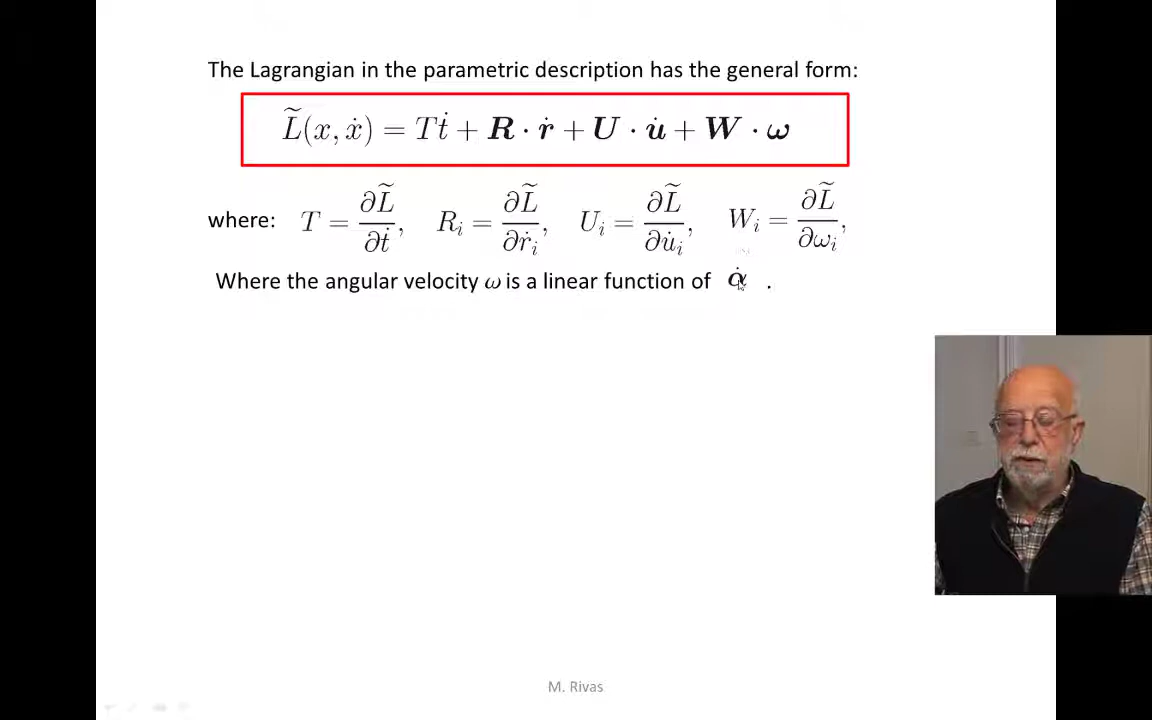 The Lagrangian in the parametric description has the general form:
L̃(x, ẋ) = Tṫ + R · ṙ + U · u̇ + W · ω
where: T = ∂L̃/∂ṫ, R_i = ∂L̃/∂ṙ_i, U_i = ∂L̃/∂u̇_i, W_i = ∂L̃/∂ω_i,
Where the angular velocity ω is a linear function of α̇ .
M. Rivas